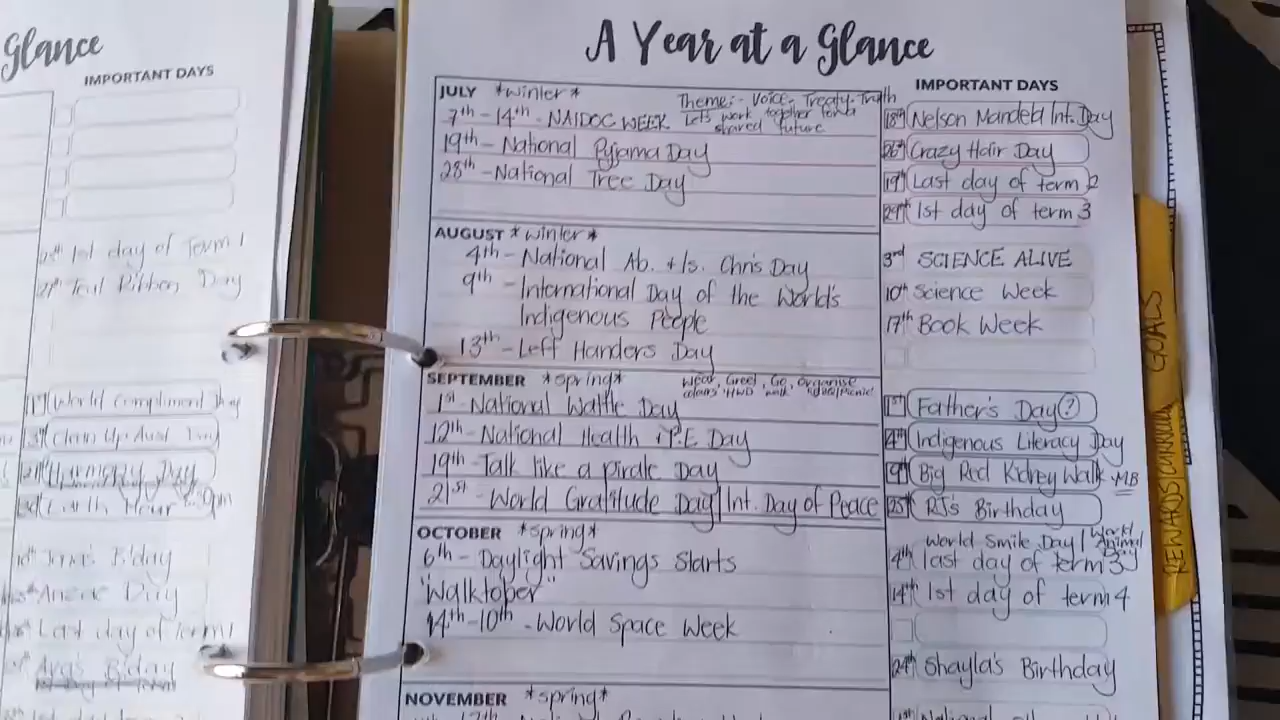 Glance
IMPORTANT DAYS
1st day of Term 1
Teal Ribbon Day
World Compliment Day
Clean Up Aust Day
Harmony Day
Earth Hour
B'day
Last day of Term 1
Ava's B'day
A Year at a Glance
IMPORTANT DAYS
JULY *winter* Theme:- Voice. Treaty. Truth
7th - 14th - NAIDOC WEEK Let's work together for a
shared future
19th - National Pyjama Day
28th - National Tree Day
18th Nelson Mandela Int. Day
26th Crazy Hair Day
19th Last day of term 2
29th 1st day of term 3
AUGUST *winter*
4th - National Ab. + Is. Chn's Day
9th - International Day of the World's
Indigenous People
13th - Left Handers Day
3rd SCIENCE ALIVE
10th Science Week
17th Book Week
SEPTEMBER *spring* Wear, Greet, Go, Organise
colours 'HWD'
1st - National Wattle Day
12th - National Health + P.E Day
19th - Talk like a pirate Day
21st - World Gratitude Day | Int. Day of Peace
1st Father's Day ?
4th Indigenous Literacy Day
Big Red Kidney Walk - MB
RJ's Birthday
OCTOBER *spring*
6th - Daylight Savings Starts
"Walktober"
14th - 10th - World Space Week
World Smile Day | World Animal Day
4th last day of term 3
14th 1st day of term 4
24th Shayla's Birthday
NOVEMBER *spring*
National
GOALS
REWARDS/CURRENCY